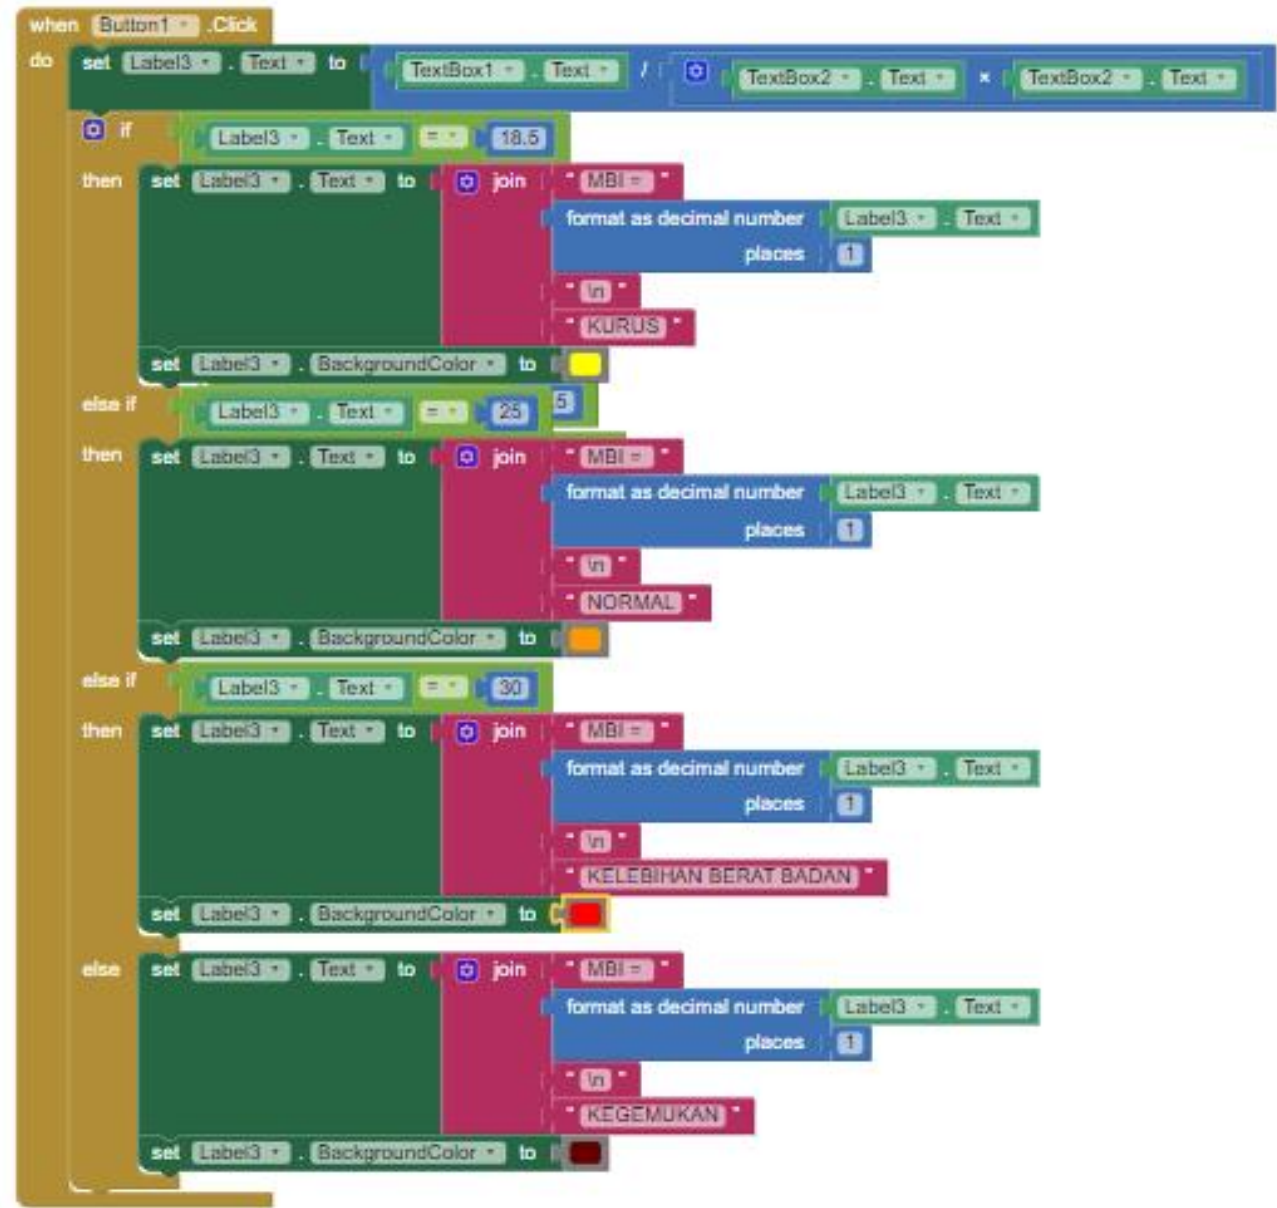 when Button1 .Click
do set Label3 . Text to TextBox1 . Text / TextBox2 . Text × TextBox2 . Text
if Label3 . Text = 18.5
then set Label3 . Text to join " MBI = "
format as decimal number Label3 . Text
places 1
" \n "
" KURUS "
set Label3 . BackgroundColor to
else if Label3 . Text = 25 .5
then set Label3 . Text to join " MBI = "
format as decimal number Label3 . Text
places 1
" \n "
" NORMAL "
set Label3 . BackgroundColor to
else if Label3 . Text = 30
then set Label3 . Text to join " MBI = "
format as decimal number Label3 . Text
places 1
" \n "
" KELEBIHAN BERAT BADAN "
set Label3 . BackgroundColor to
else set Label3 . Text to join " MBI = "
format as decimal number Label3 . Text
places 1
" \n "
" KEGEMUKAN "
set Label3 . BackgroundColor to